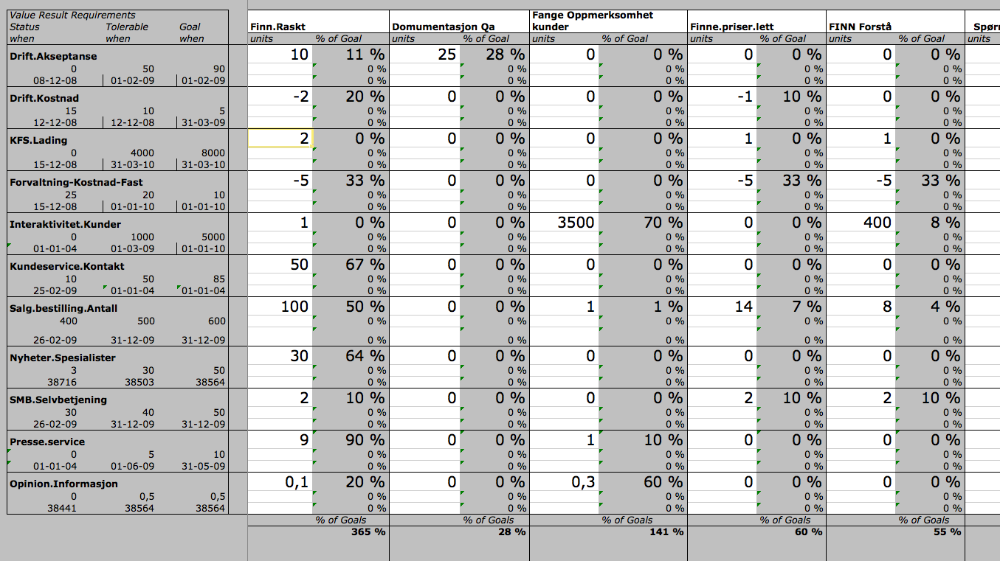 Value Result Requirements
Status Tolerable Goal
when when when
Finn.Raskt Domumentasjon Qa Fange Oppmerksomhet kunder Finne.priser.lett FINN Forstå Spørr
units % of Goal units % of Goal units % of Goal units % of Goal units % of Goal units
Drift.Akseptanse 10 11 % 25 28 % 0 0 % 0 0 % 0 0 %
0 50 90 0 % 0 % 0 % 0 % 0 %
08-12-08 01-02-09 01-02-09 0 % 0 % 0 % 0 % 0 %
Drift.Kostnad -2 20 % 0 0 % 0 0 % -1 10 % 0 0 %
15 10 5 0 % 0 % 0 % 0 % 0 %
12-12-08 12-12-08 31-03-09 0 % 0 % 0 % 0 % 0 %
KFS.Lading 2 0 % 0 0 % 0 0 % 1 0 % 1 0 %
0 4000 8000 0 % 0 % 0 % 0 % 0 %
15-12-08 31-03-10 31-03-10 0 % 0 % 0 % 0 % 0 %
Forvaltning-Kostnad-Fast -5 33 % 0 0 % 0 0 % -5 33 % -5 33 %
25 20 10 0 % 0 % 0 % 0 % 0 %
15-12-08 01-01-10 01-01-10 0 % 0 % 0 % 0 % 0 %
Interaktivitet.Kunder 1 0 % 0 0 % 3500 70 % 0 0 % 400 8 %
0 1000 5000 0 % 0 % 0 % 0 % 0 %
01-01-04 01-03-09 01-01-10 0 % 0 % 0 % 0 % 0 %
Kundeservice.Kontakt 50 67 % 0 0 % 0 0 % 0 0 % 0 0 %
10 50 85 0 % 0 % 0 % 0 % 0 %
25-02-09 01-01-04 01-01-04 0 % 0 % 0 % 0 % 0 %
Salg.bestilling.Antall 100 50 % 0 0 % 1 1 % 14 7 % 8 4 %
400 500 600 0 % 0 % 0 % 0 % 0 %
26-02-09 31-12-09 31-12-09 0 % 0 % 0 % 0 % 0 %
Nyheter.Spesialister 30 64 % 0 0 % 0 0 % 0 0 % 0 0 %
3 30 50 0 % 0 % 0 % 0 % 0 %
38716 38503 38564 0 % 0 % 0 % 0 % 0 %
SMB.Selvbetjening 2 10 % 0 0 % 0 0 % 2 10 % 2 10 %
30 40 50 0 % 0 % 0 % 0 % 0 %
26-02-09 31-12-09 31-12-09 0 % 0 % 0 % 0 % 0 %
Presse.service 9 90 % 0 0 % 1 10 % 0 0 % 0 0 %
0 5 10 0 % 0 % 0 % 0 % 0 %
01-01-04 01-06-09 31-05-09 0 % 0 % 0 % 0 % 0 %
Opinion.Informasjon 0,1 20 % 0 0 % 0,3 60 % 0 0 % 0 0 %
0 0,5 0,5 0 % 0 % 0 % 0 % 0 %
38441 38564 38564 0 % 0 % 0 % 0 % 0 %
% of Goals % of Goals % of Goals % of Goals % of Goals
365 % 28 % 141 % 60 % 55 %